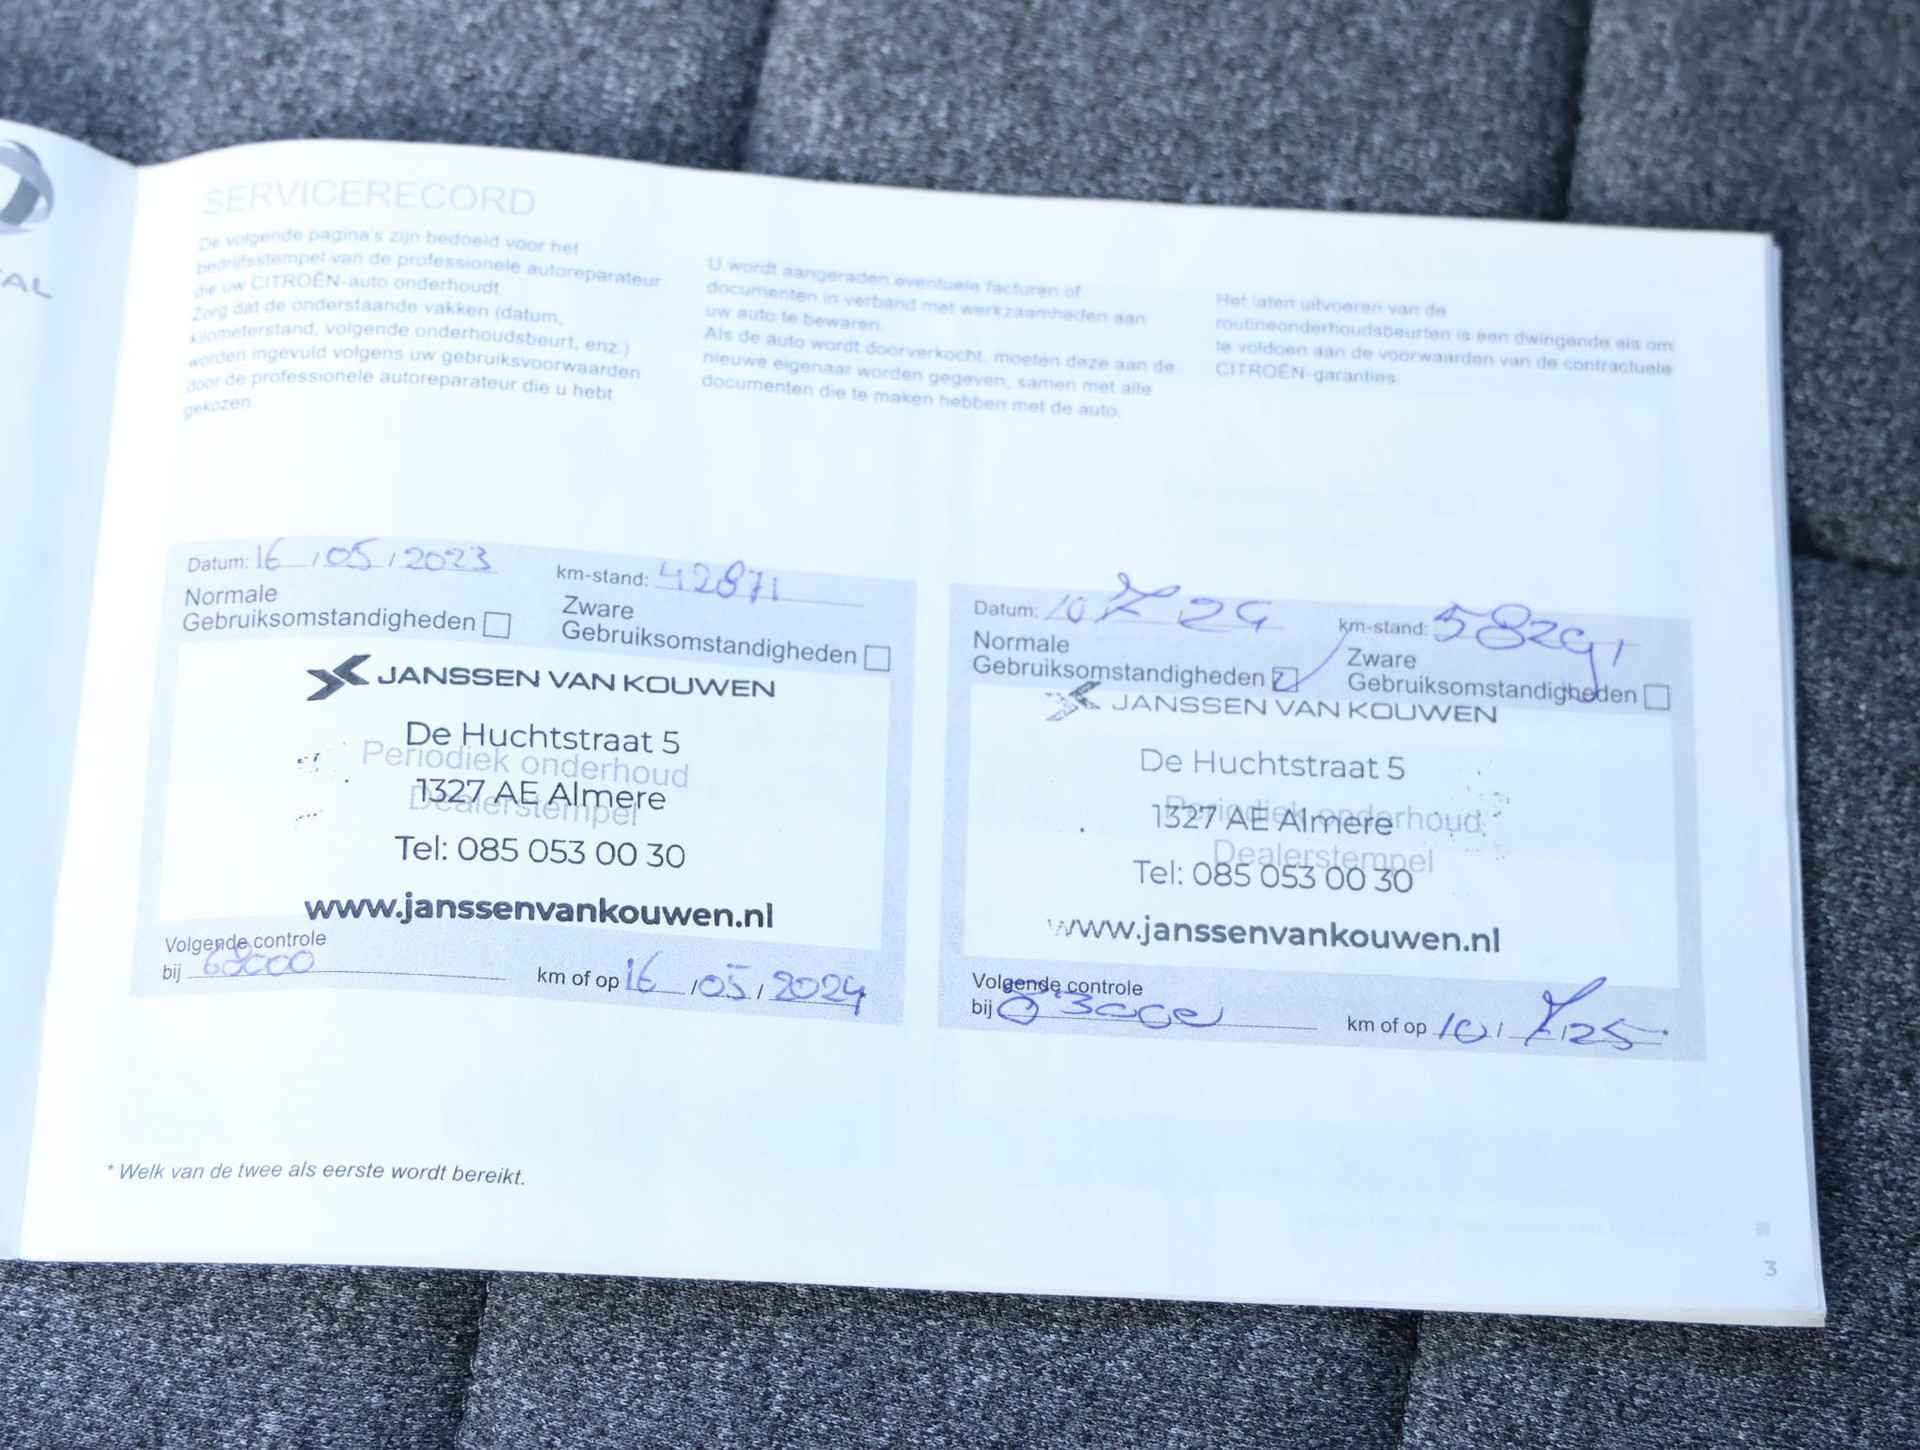 TAL
SERVICERECORD
De volgende pagina's zijn bedoeld voor het
bedrijfsstempel van de professionele autoreparateur
die uw CITROËN-auto onderhoudt.
Zorg dat de onderstaande vakken (datum,
kilometerstand, volgende onderhoudsbeurt, enz.)
worden ingevuld volgens uw gebruiksvoorwaarden
door de professionele autoreparateur die u hebt
gekozen.
U wordt aangeraden eventuele facturen of
documenten in verband met werkzaamheden aan
uw auto te bewaren.
Als de auto wordt doorverkocht, moeten deze aan de
nieuwe eigenaar worden gegeven, samen met alle
documenten die te maken hebben met de auto.
Het laten uitvoeren van de
routineonderhoudsbeurten is een dwingende eis om
te voldoen aan de voorwaarden van de contractuele
CITROËN-garanties.
Datum: 16 / 05 / 2023 km-stand: 42871
Normale
Gebruiksomstandigheden
Zware
Gebruiksomstandigheden
JANSSEN VAN KOUWEN
De Huchtstraat 5
Periodiek onderhoud
1327 AE Almere
Dealerstempel
Tel: 085 053 00 30
www.janssenvankouwen.nl
Volgende controle
bij 60000 km of op 16 / 05 / 2024
Datum: 10 7 24 km-stand: 58291
Normale
Gebruiksomstandigheden
Zware
Gebruiksomstandigheden
JANSSEN VAN KOUWEN
De Huchtstraat 5
Periodiek onderhoud
1327 AE Almere
Dealerstempel
Tel: 085 053 00 30
www.janssenvankouwen.nl
Volgende controle
bij km of op 10 / 7 / 25 *
* Welk van de twee als eerste wordt bereikt.
3